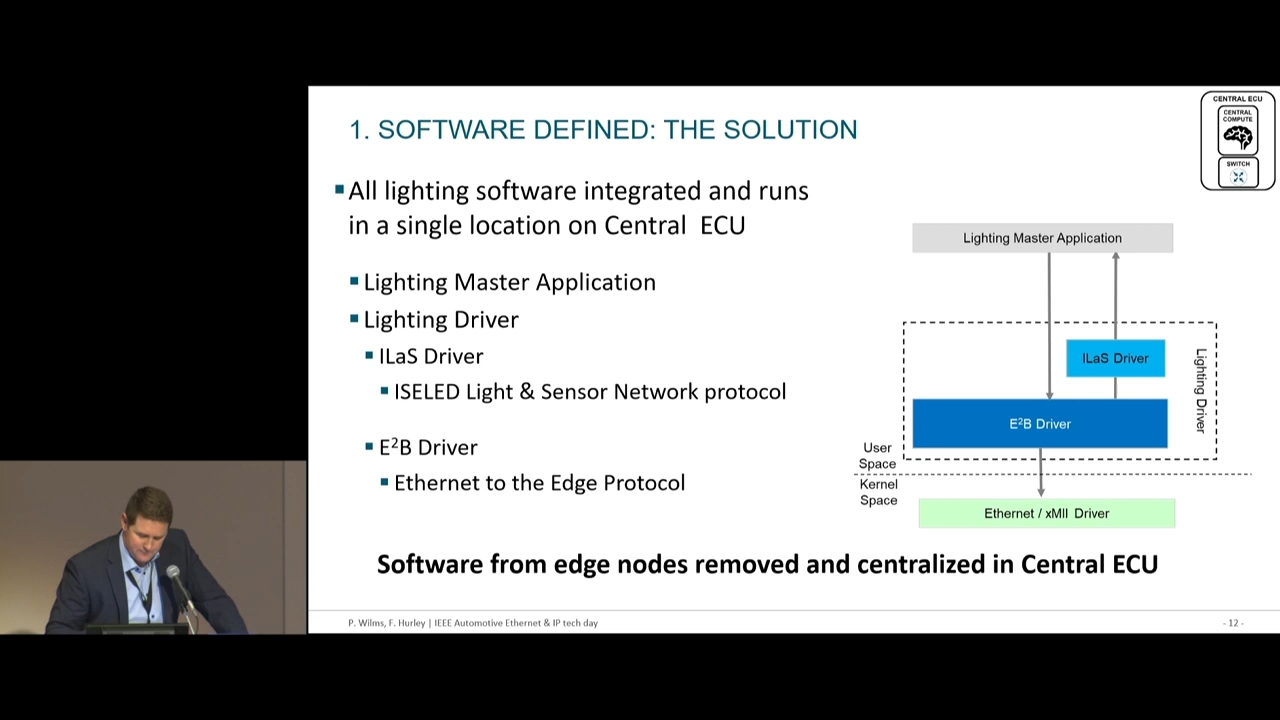 1. SOFTWARE DEFINED: THE SOLUTION
All lighting software integrated and runs
in a single location on Central ECU
Lighting Master Application
Lighting Driver
ILaS Driver
ISELED Light & Sensor Network protocol
E²B Driver
Ethernet to the Edge Protocol
CENTRAL ECU
CENTRAL
COMPUTE
SWITCH
Lighting Master Application
ILaS Driver
Lighting Driver
E²B Driver
User
Space
Kernel
Space
Ethernet / xMII Driver
Software from edge nodes removed and centralized in Central ECU
P. Wilms, F. Hurley | IEEE Automotive Ethernet & IP tech day
- 12 -